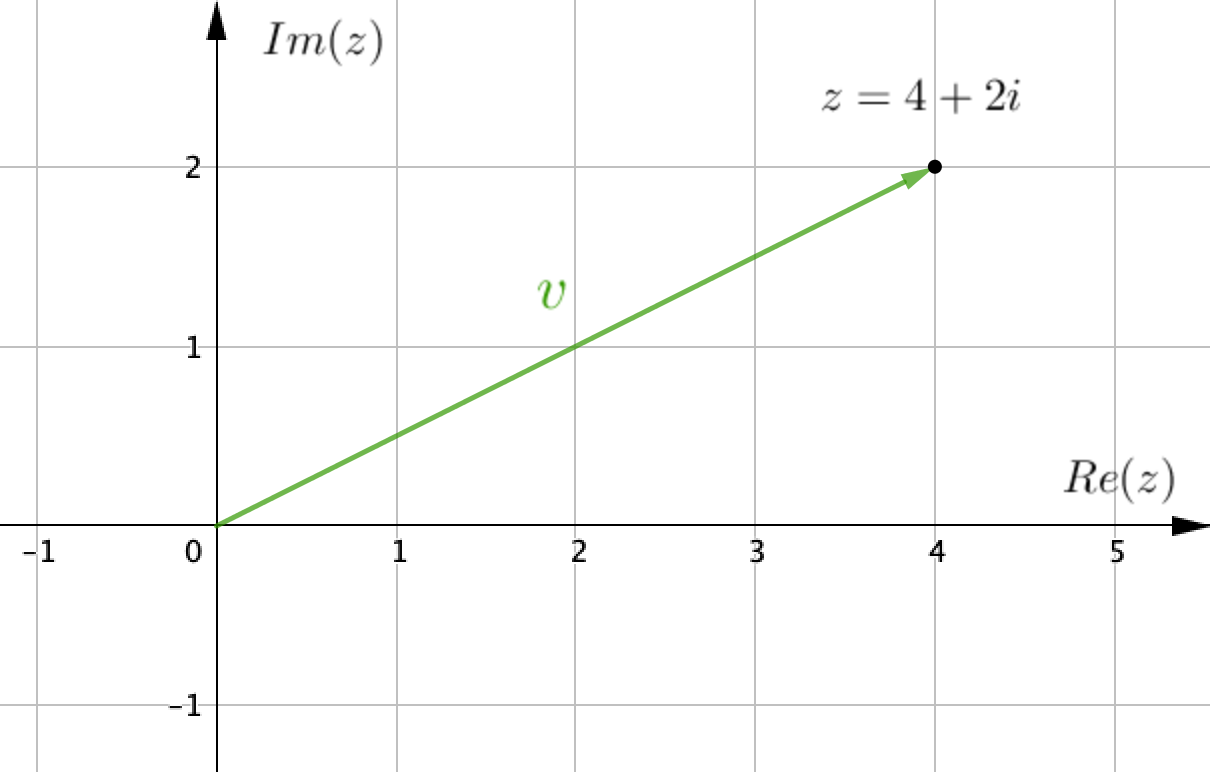 Im(z)
z = 4 + 2i
2
v
1
Re(z)
–1 0 1 2 3 4 5
–1